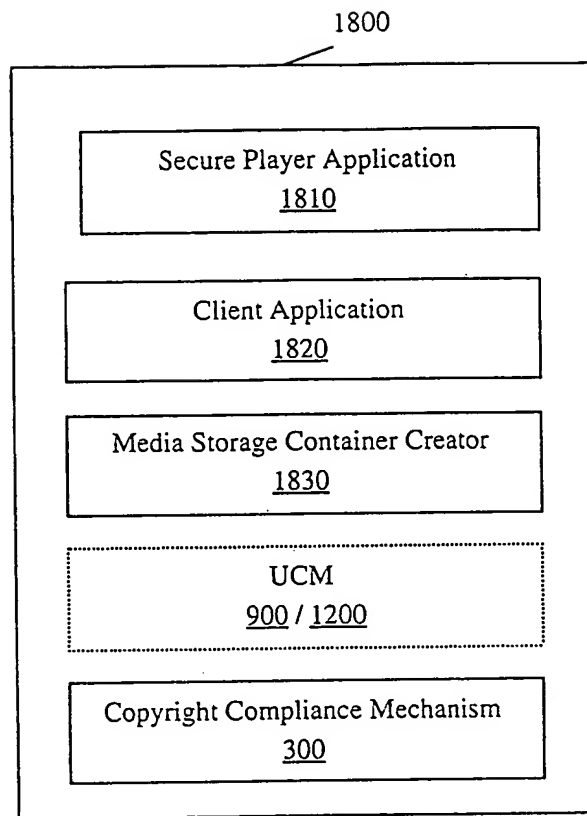 1800
Secure Player Application
1810
Client Application
1820
Media Storage Container Creator
1830
UCM
900 / 1200
Copyright Compliance Mechanism
300